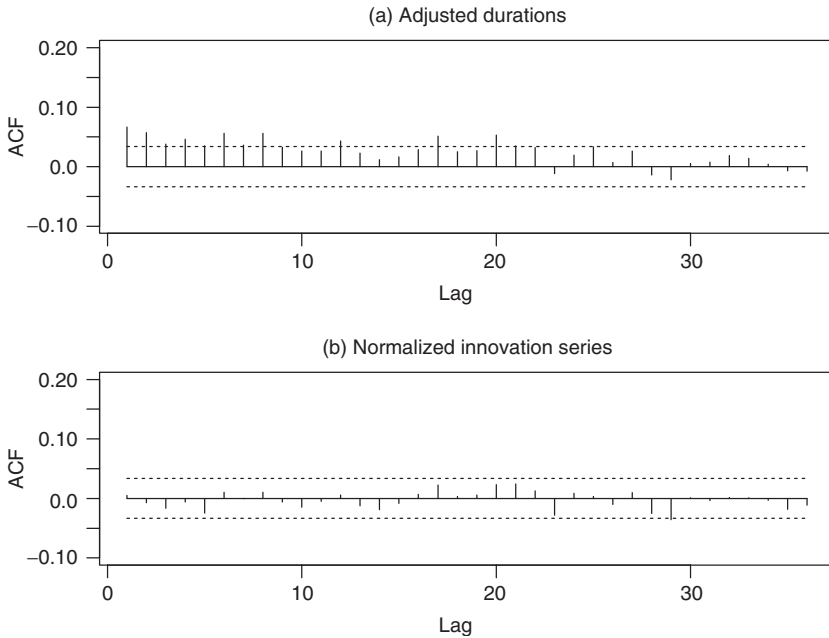 (a) Adjusted durations
0.20
0.10
0.0
−0.10
ACF
0 10 20 30
Lag
(b) Normalized innovation series
0.20
0.10
0.0
−0.10
ACF
0 10 20 30
Lag